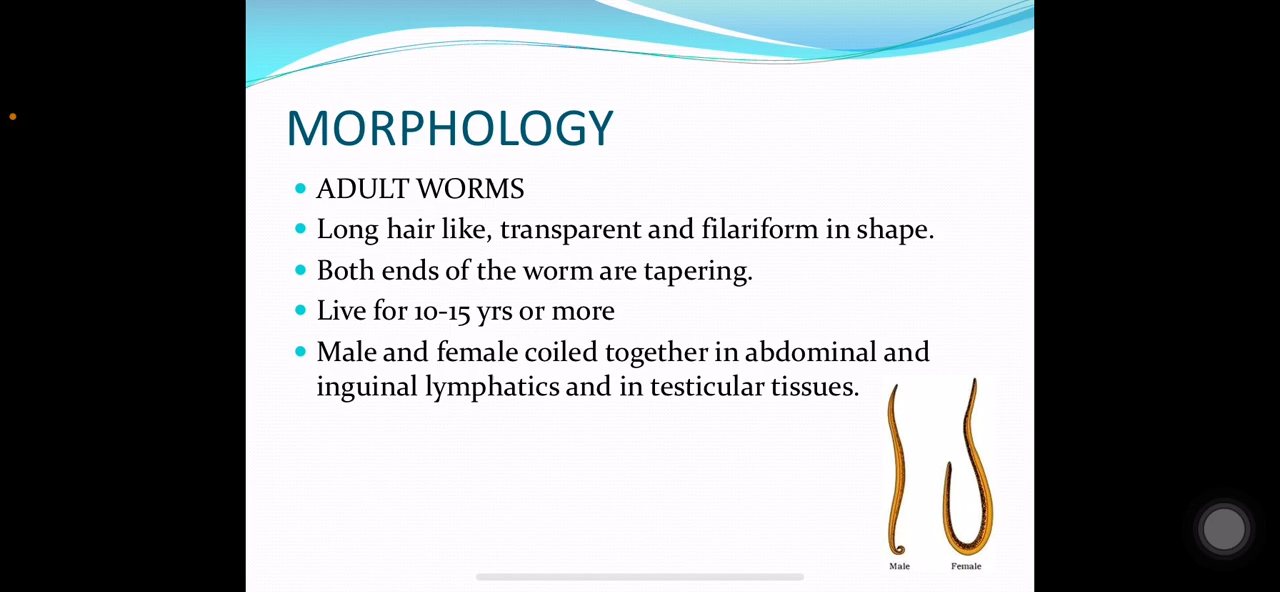 MORPHOLOGY
ADULT WORMS
Long hair like, transparent and filariform in shape.
Both ends of the worm are tapering.
Live for 10-15 yrs or more
Male and female coiled together in abdominal and
inguinal lymphatics and in testicular tissues.
Male Female